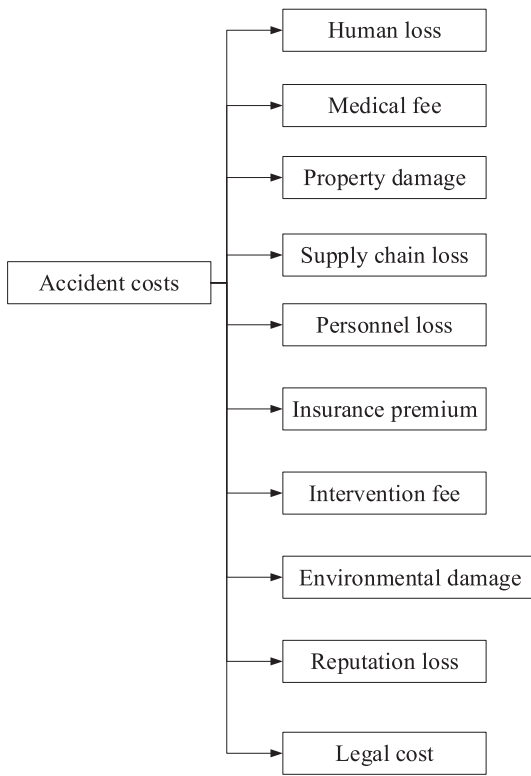 Human loss
Medical fee
Property damage
Supply chain loss
Accident costs
Personnel loss
Insurance premium
Intervention fee
Environmental damage
Reputation loss
Legal cost